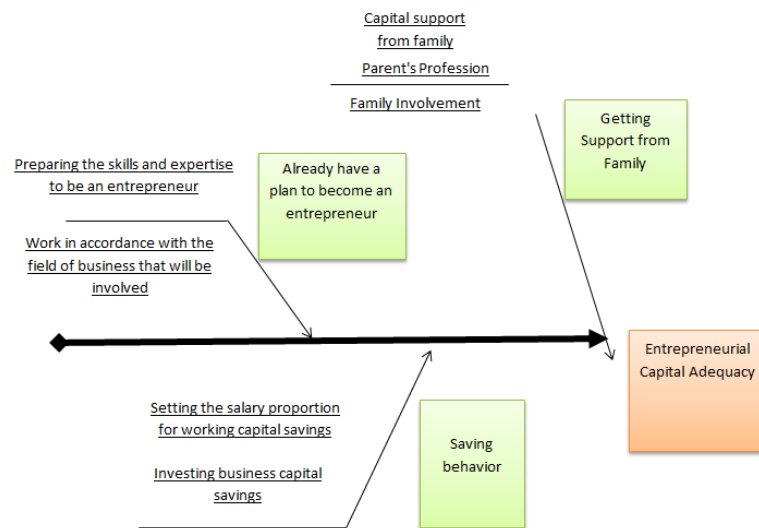 Capital support
from family
Parent's Profession
Family Involvement
Getting
Support from
Family
Preparing the skills and expertise
to be an entrepreneur
Already have a
plan to become an
entrepreneur
Work in accordance with the
field of business that will be
involved
Entrepreneurial
Capital Adequacy
Setting the salary proportion
for working capital savings
Saving
behavior
Investing business capital
savings